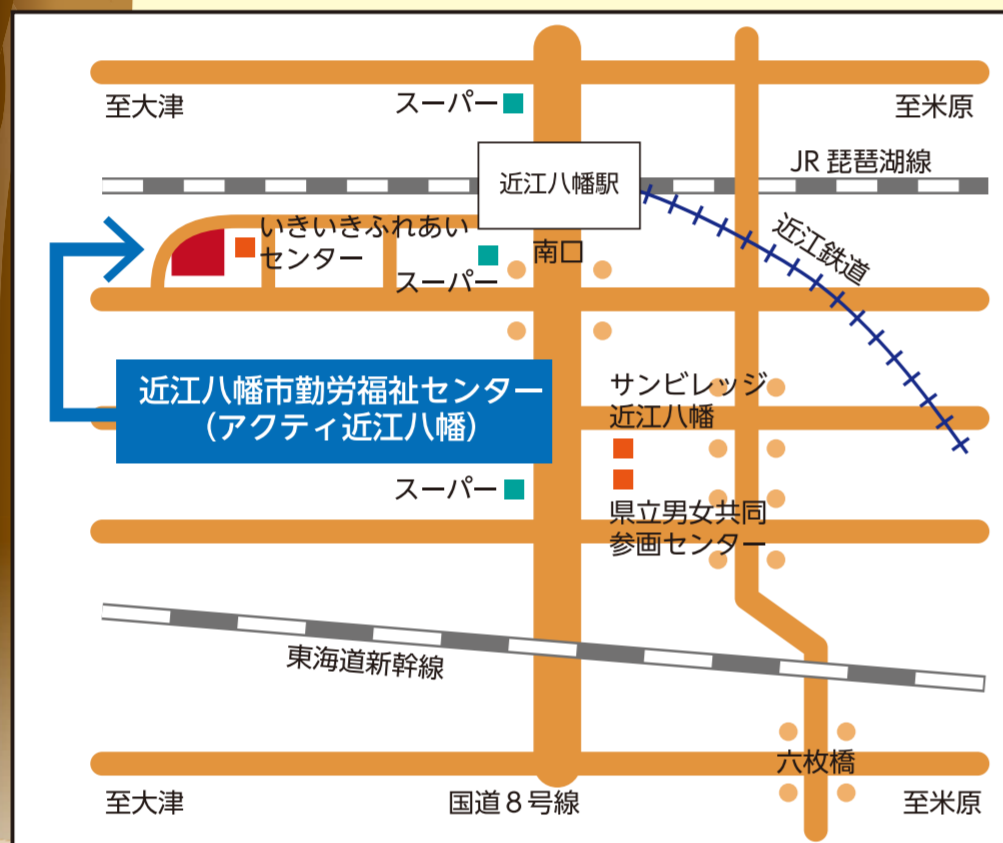 至大津
スーパー
至米原
JR 琵琶湖線
近江八幡駅
いきいきふれあい
センター
スーパー
南口
近江鉄道
近江八幡市勤労福祉センター
（アクティ近江八幡）
サンビレッジ
近江八幡
スーパー
県立男女共同
参画センター
東海道新幹線
六枚橋
至大津
国道８号線
至米原